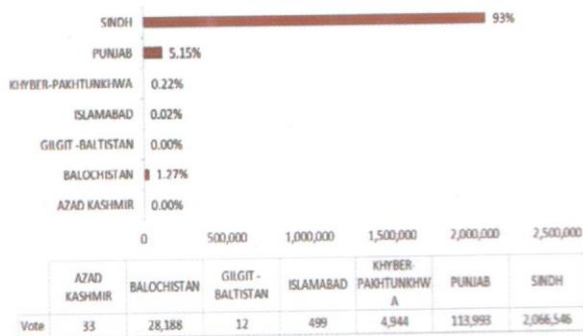 SINDH 93%
PUNJAB 5.15%
KHYBER-PAKHTUNKHWA 0.22%
ISLAMABAD 0.02%
GILGIT -BALTISTAN 0.00%
BALOCHISTAN 1.27%
AZAD KASHMIR 0.00%
0 500,000 1,000,000 1,500,000 2,000,000 2,500,000
AZAD KASHMIR BALOCHISTAN GILGIT - BALTISTAN ISLAMABAD KHYBER-PAKHTUNKHWA PUNJAB SINDH
Vote 33 28,188 12 499 4,944 113,993 2,066,546